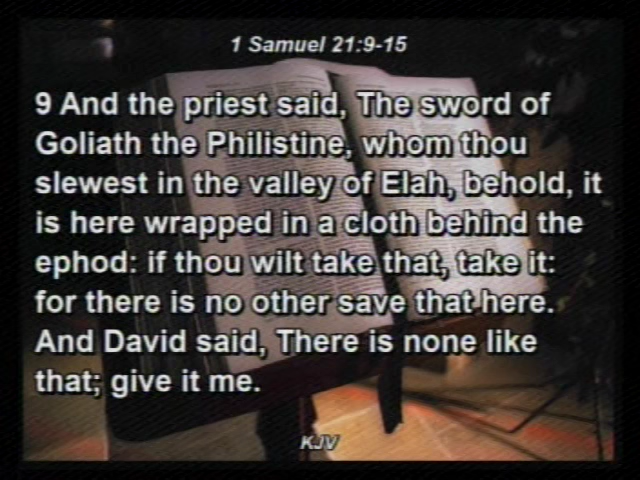 1 Samuel 21:9-15
9 And the priest said, The sword of
Goliath the Philistine, whom thou
slewest in the valley of Elah, behold, it
is here wrapped in a cloth behind the
ephod: if thou wilt take that, take it:
for there is no other save that here.
And David said, There is none like
that; give it me.
KJV